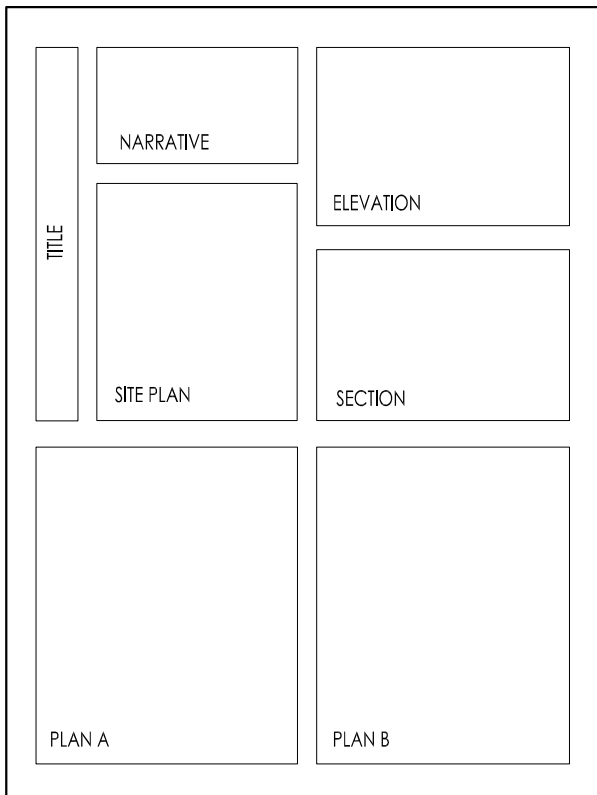 TITLE
NARRATIVE
ELEVATION
SITE PLAN
SECTION
PLAN A
PLAN B